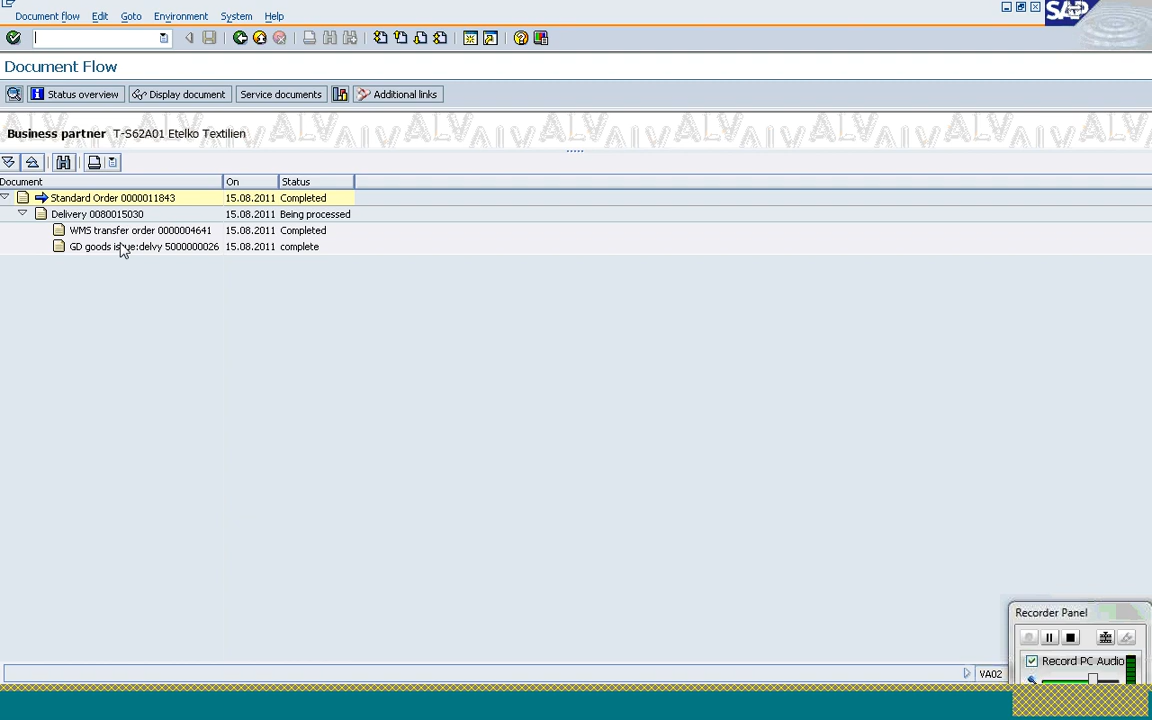 Document flow Edit Goto Environment System Help
SAP
Document Flow
Status overview Display document Service documents Additional links
Business partner T-S62A01 Etelko Textilien
Document On Status
Standard Order 0000011843 15.08.2011 Completed
Delivery 0080015030 15.08.2011 Being processed
WMS transfer order 0000004641 15.08.2011 Completed
GD goods issue:delvy 5000000026 15.08.2011 complete
Recorder Panel
Record PC Audio
VA02